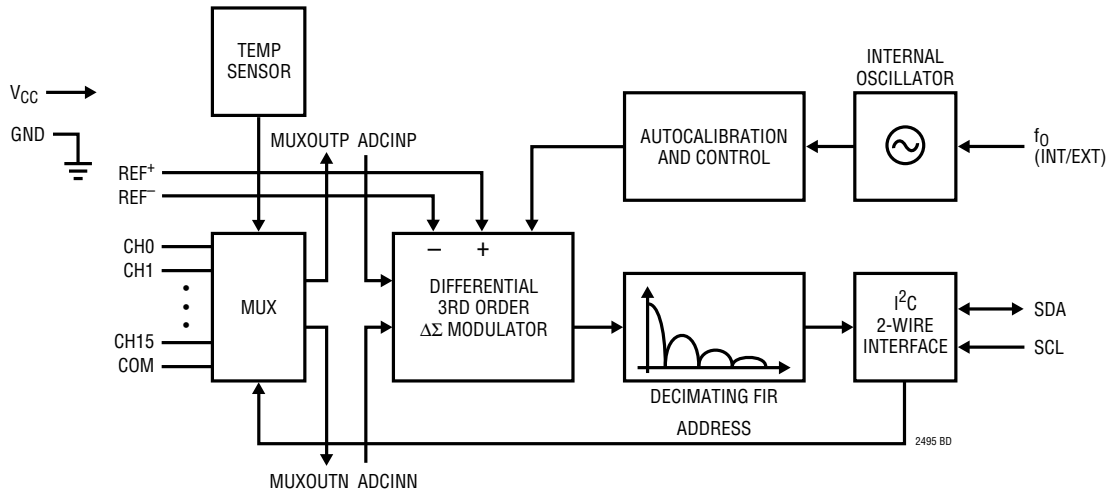 TEMP
SENSOR
INTERNAL
OSCILLATOR
VCC
GND
MUXOUTP ADCINP
AUTOCALIBRATION
AND CONTROL
fO
(INT/EXT)
REF+
REF–
– +
CH0
CH1
•
•
•
CH15
COM
MUX
DIFFERENTIAL
3RD ORDER
ΔΣ MODULATOR
I2C
2-WIRE
INTERFACE
SDA
SCL
DECIMATING FIR
ADDRESS
2495 BD
MUXOUTN ADCINN